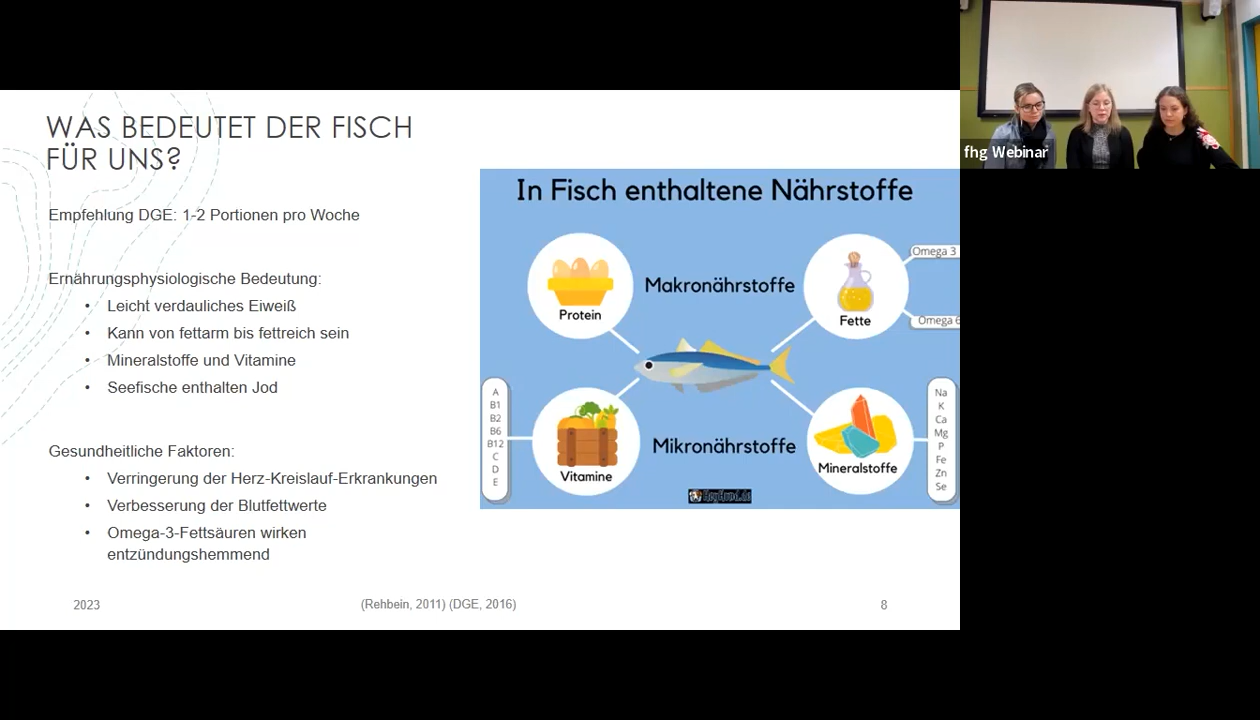 WAS BEDEUTET DER FISCH
FÜR UNS?
Empfehlung DGE: 1-2 Portionen pro Woche
Ernährungsphysiologische Bedeutung:
• Leicht verdauliches Eiweiß
• Kann von fettarm bis fettreich sein
• Mineralstoffe und Vitamine
• Seefische enthalten Jod
Gesundheitliche Faktoren:
• Verringerung der Herz-Kreislauf-Erkrankungen
• Verbesserung der Blutfettwerte
• Omega-3-Fettsäuren wirken
entzündungshemmend
In Fisch enthaltene Nährstoffe
Protein
Makronährstoffe
Fette
Omega 3
Omega 6
A
B1
B2
B6
B12
C
D
E
Vitamine
Mikronährstoffe
Mineralstoffe
Na
K
Ca
Mg
P
Fe
Zn
Se
2023
(Rehbein, 2011) (DGE, 2016)
8
fhg Webinar